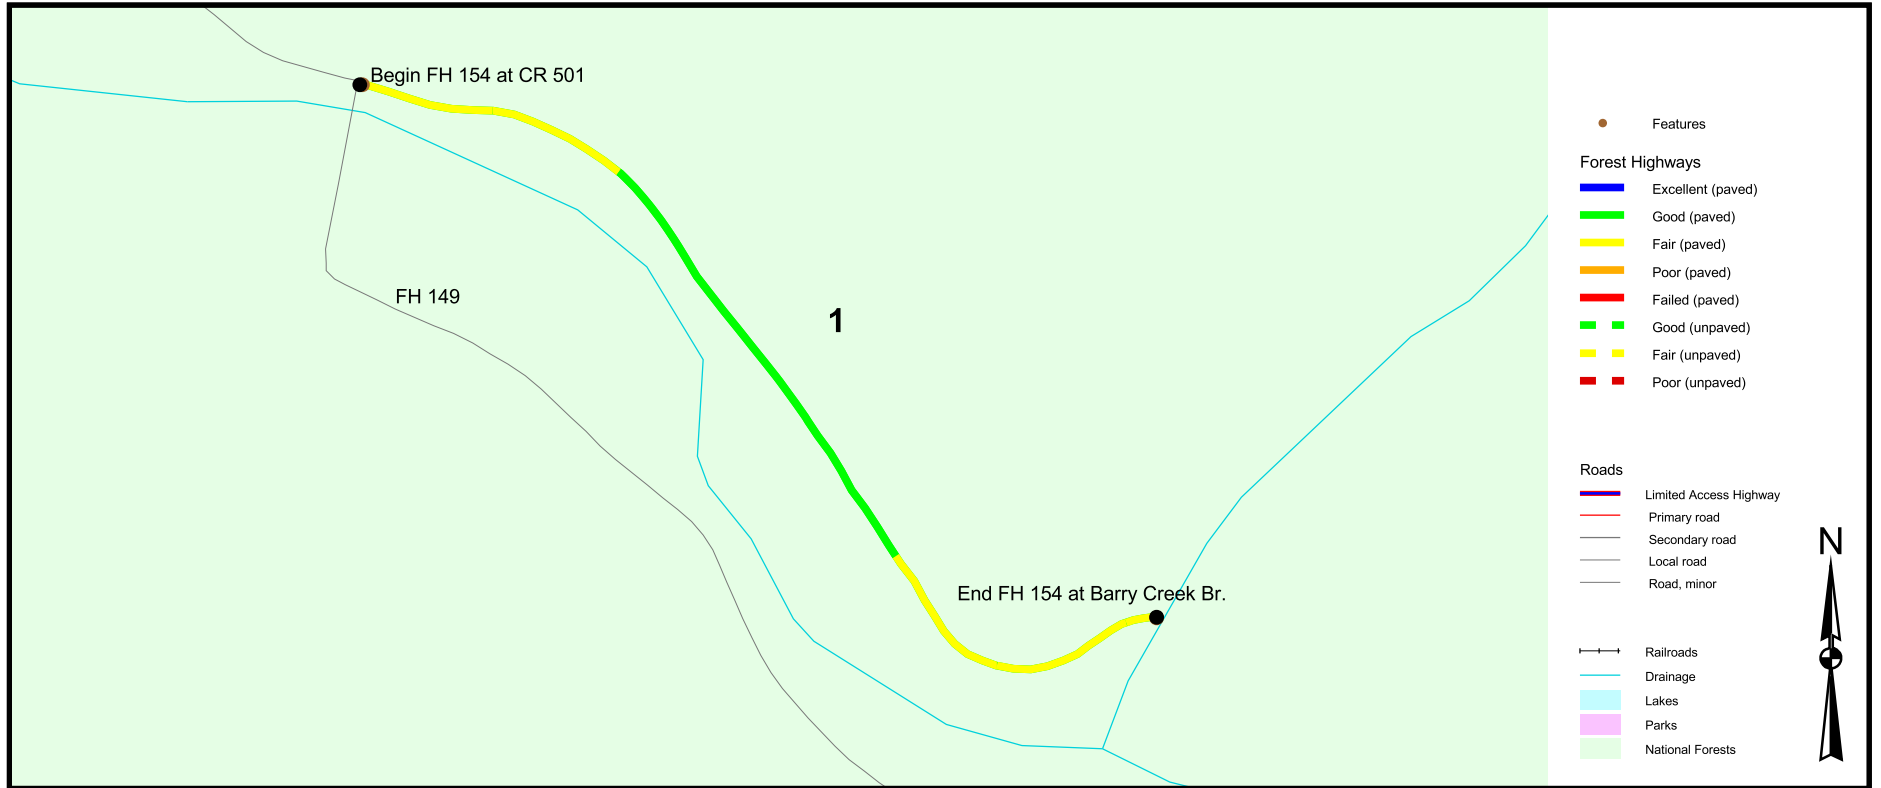 Begin FH 154 at CR 501
FH 149
1
End FH 154 at Barry Creek Br.
Features
Forest Highways
Excellent (paved)
Good (paved)
Fair (paved)
Poor (paved)
Failed (paved)
Good (unpaved)
Fair (unpaved)
Poor (unpaved)
Roads
Limited Access Highway
Primary road
Secondary road
Local road
Road, minor
Railroads
Drainage
Lakes
Parks
National Forests
N